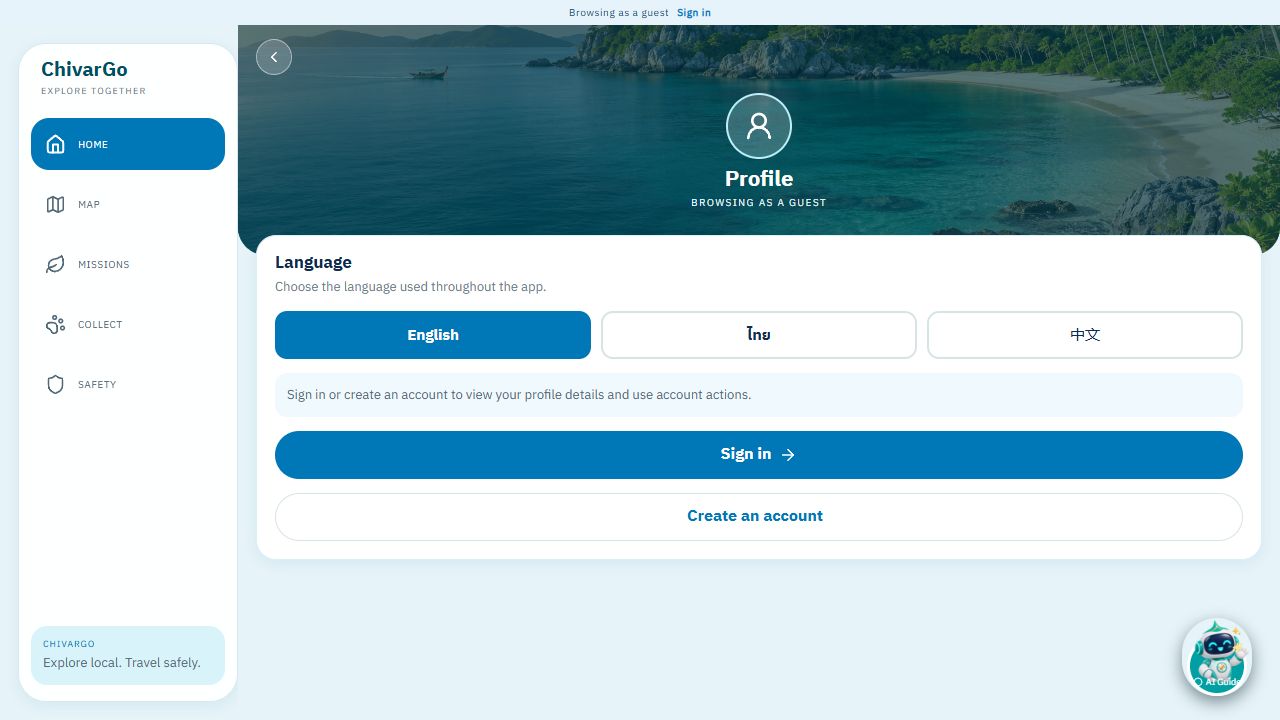 Browsing as a guest Sign in
ChivarGo
EXPLORE TOGETHER
HOME
MAP
MISSIONS
COLLECT
SAFETY
CHIVARGO
Explore local. Travel safely.
Profile
BROWSING AS A GUEST
Language
Choose the language used throughout the app.
English
ไทย
中文
Sign in or create an account to view your profile details and use account actions.
Sign in
Create an account
AI Guide